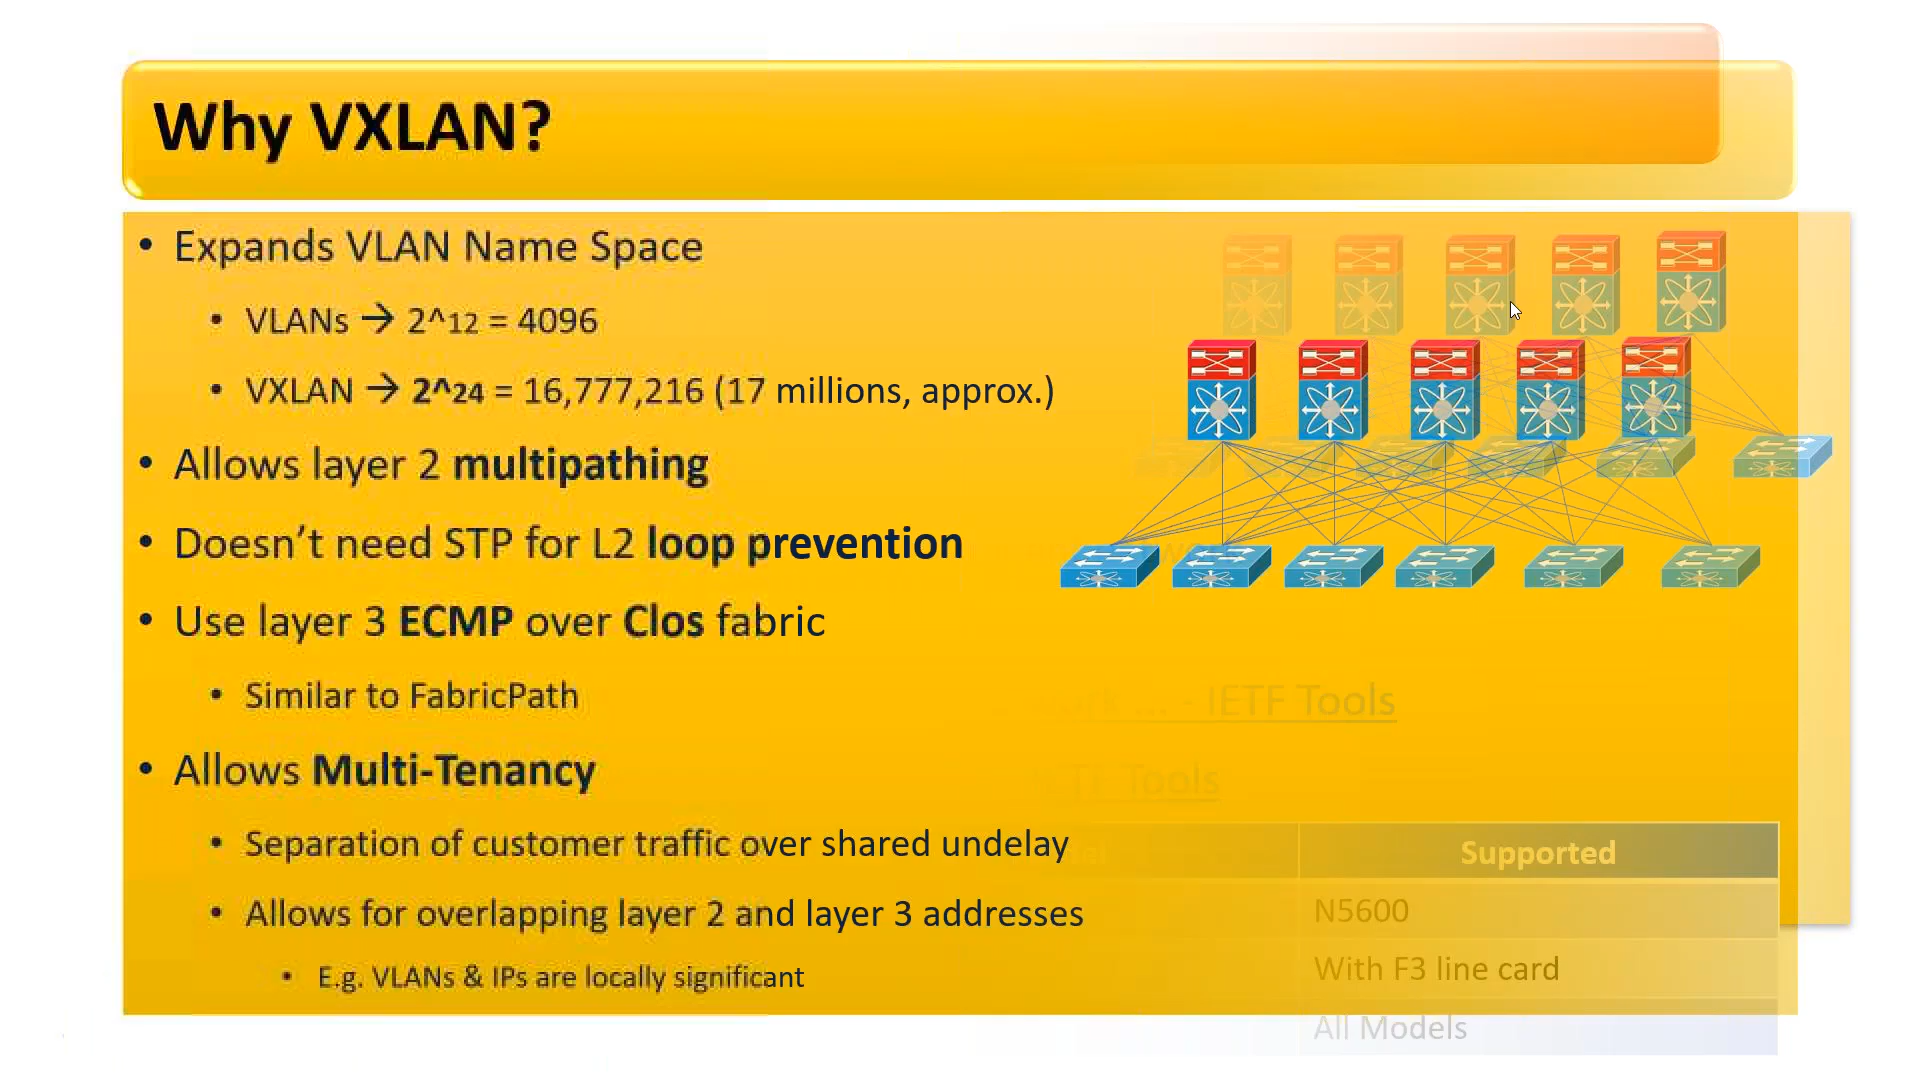 Why VXLAN?
• Expands VLAN Name Space
• VLANs → 2^12 = 4096
• VXLAN → 2^24 = 16,777,216 (17 millions, approx.)
• Allows layer 2 multipathing
• Doesn’t need STP for L2 loop prevention
• Use layer 3 ECMP over Clos fabric
• Similar to FabricPath
- IETF Tools
• Allows Multi-Tenancy
Tools
• Separation of customer traffic over shared undelay
Supported
• Allows for overlapping layer 2 and layer 3 addresses
N5600
• E.g. VLANs & IPs are locally significant
With F3 line card
All Models